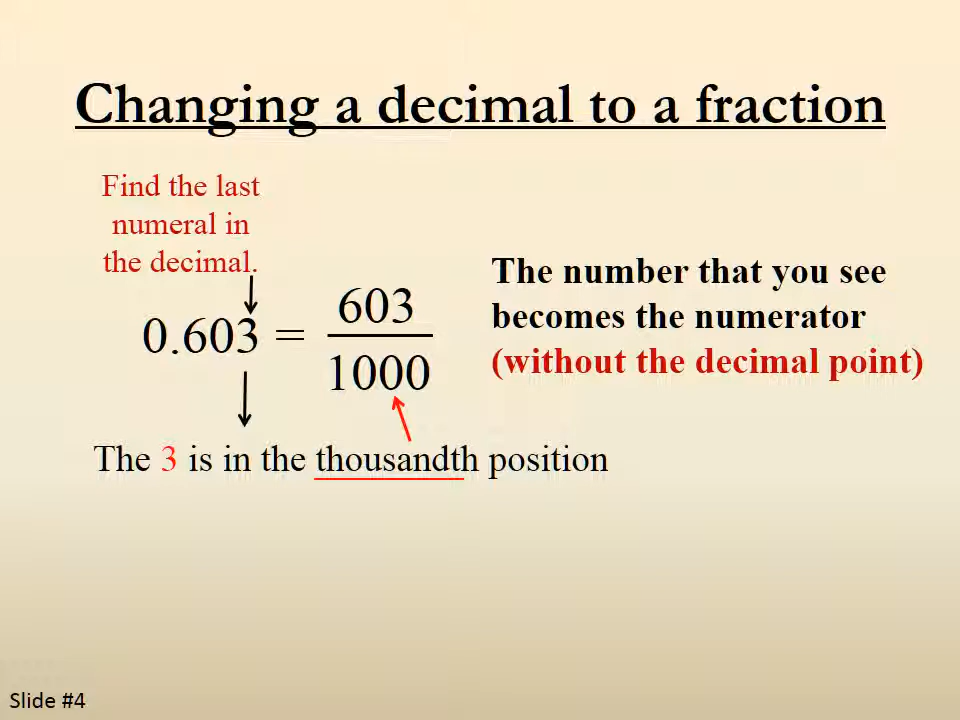 Changing a decimal to a fraction
Find the last
numeral in
the decimal.
0.603 = 603/1000
The number that you see
becomes the numerator
(without the decimal point)
The 3 is in the thousandth position
Slide #4